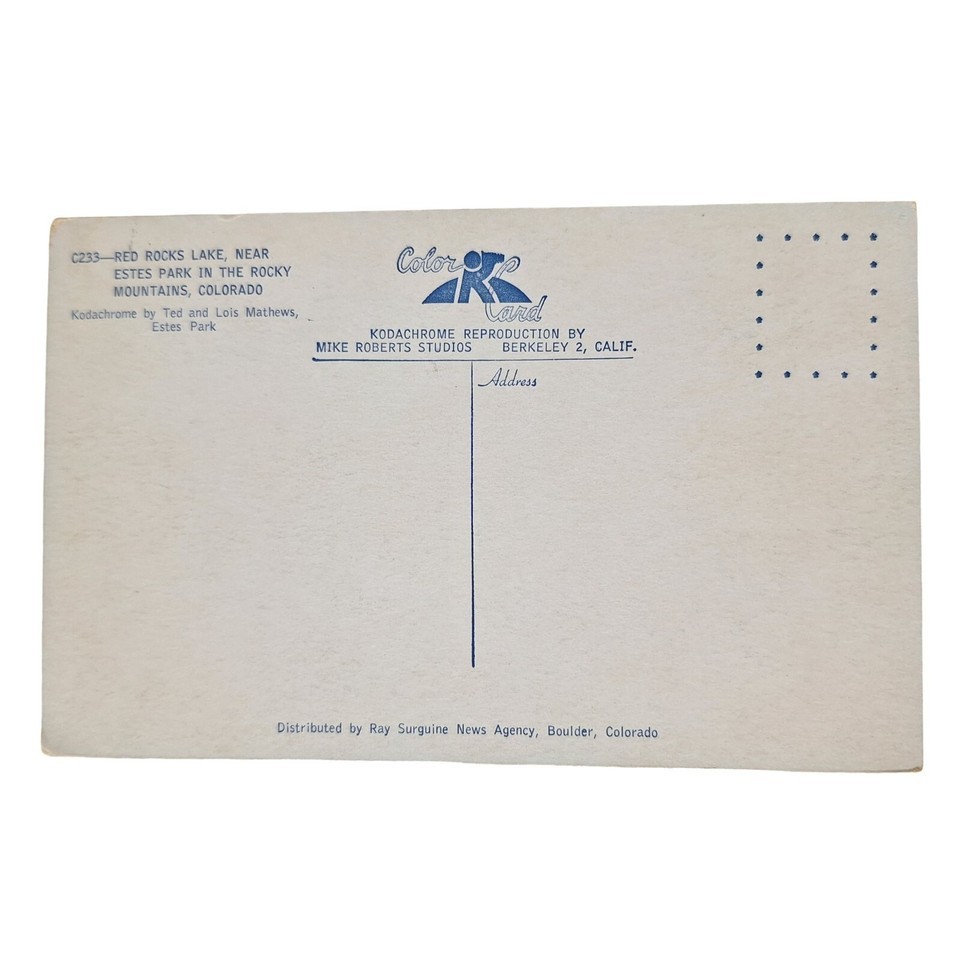 C233—RED ROCKS LAKE, NEAR
ESTES PARK IN THE ROCKY
MOUNTAINS, COLORADO
Kodachrome by Ted and Lois Mathews,
Estes Park
Color
Card
KODACHROME REPRODUCTION BY
MIKE ROBERTS STUDIOS BERKELEY 2, CALIF.
Address
Distributed by Ray Surguine News Agency, Boulder, Colorado